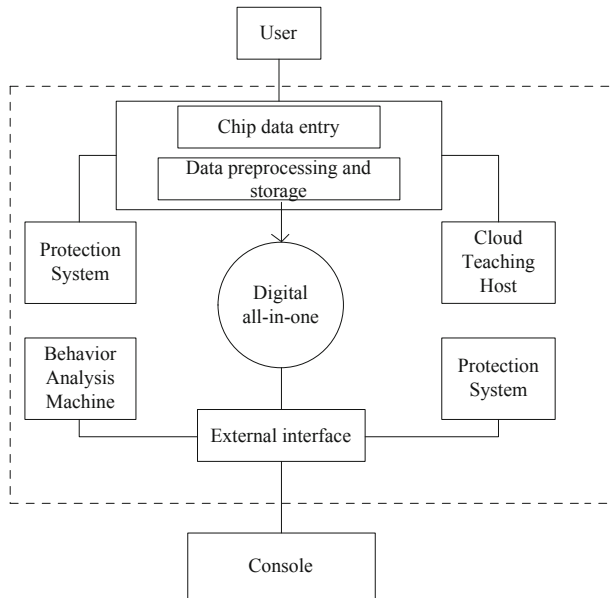 User
Chip data entry
Data preprocessing and
storage
Protection
System
Cloud
Teaching
Host
Digital
all-in-one
Behavior
Analysis
Machine
Protection
System
External interface
Console